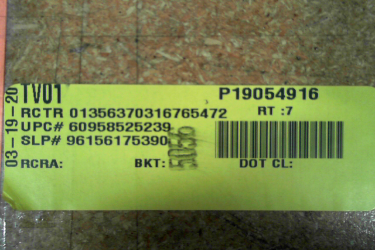 03-19-20
TV01
P19054916
RCTR 01356370316765472
RT :7
UPC# 60958525239
SLP# 96156175390
RCRA:
BKT:
DOT CL: